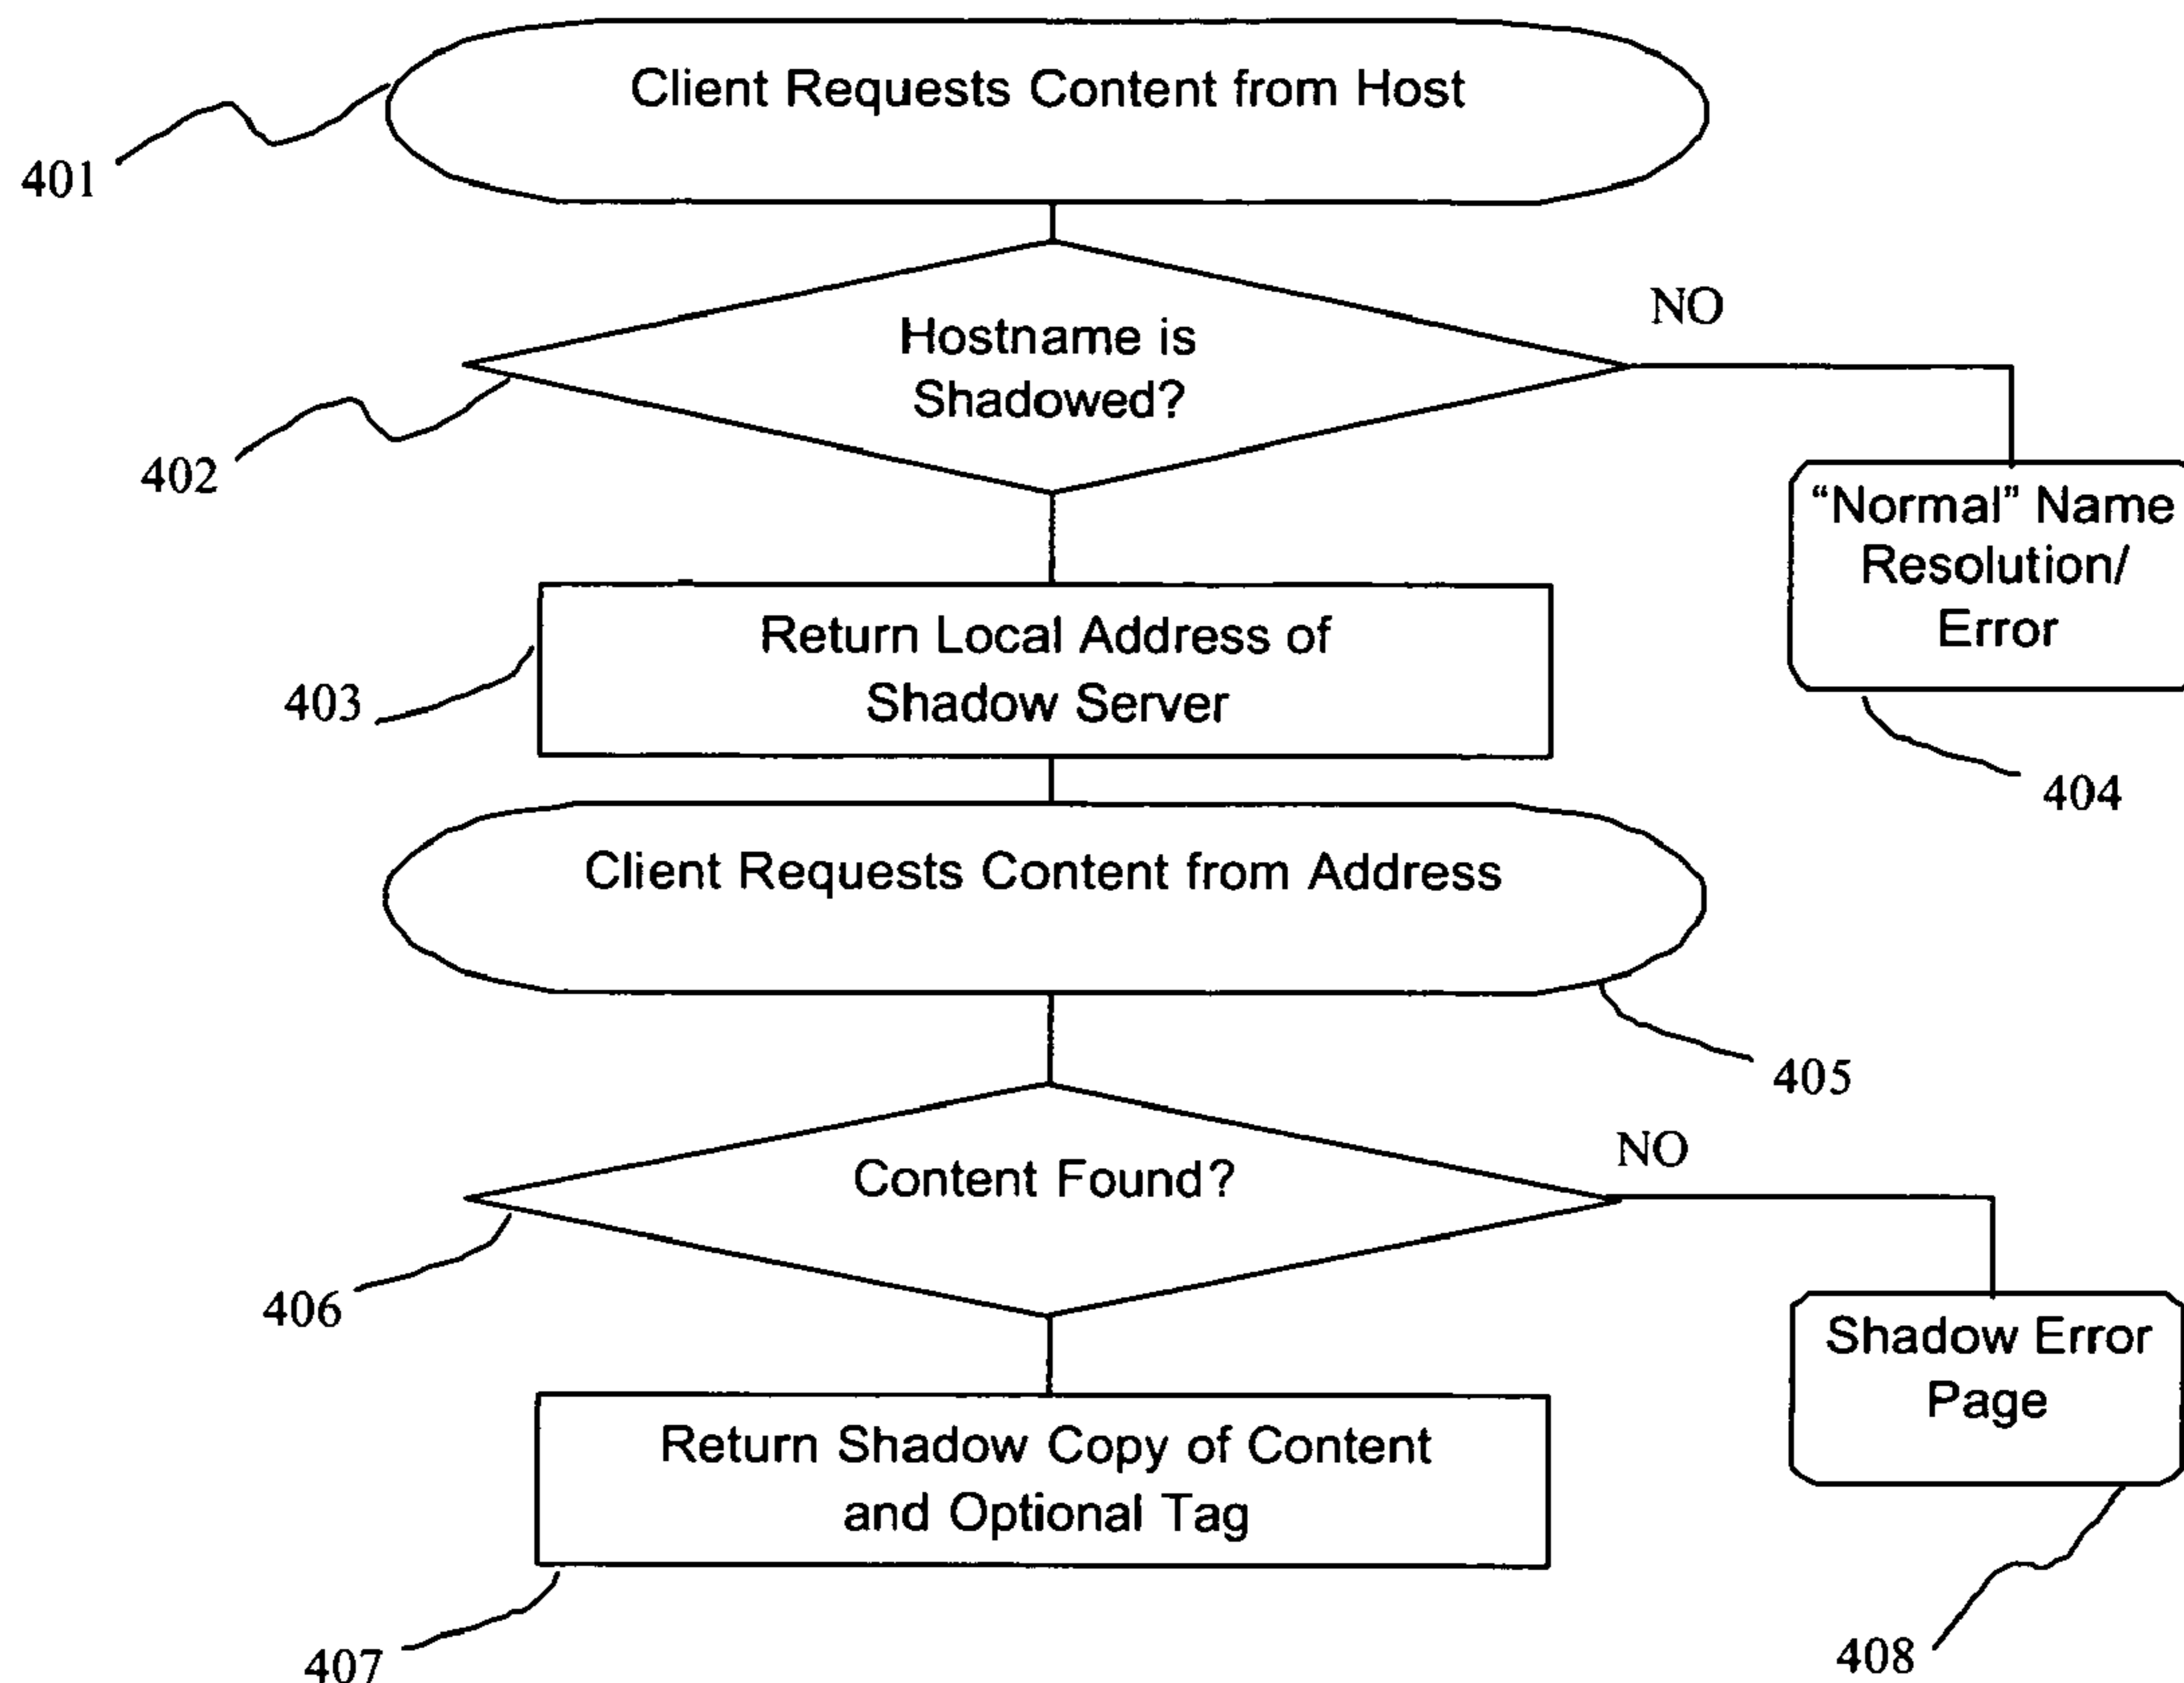 Client Requests Content from Host
401
NO
Hostname is
Shadowed?
402
"Normal" Name
Resolution/
Error
Return Local Address of
Shadow Server
403
404
Client Requests Content from Address
405
NO
Content Found?
406
Shadow Error
Page
Return Shadow Copy of Content
and Optional Tag
407
408